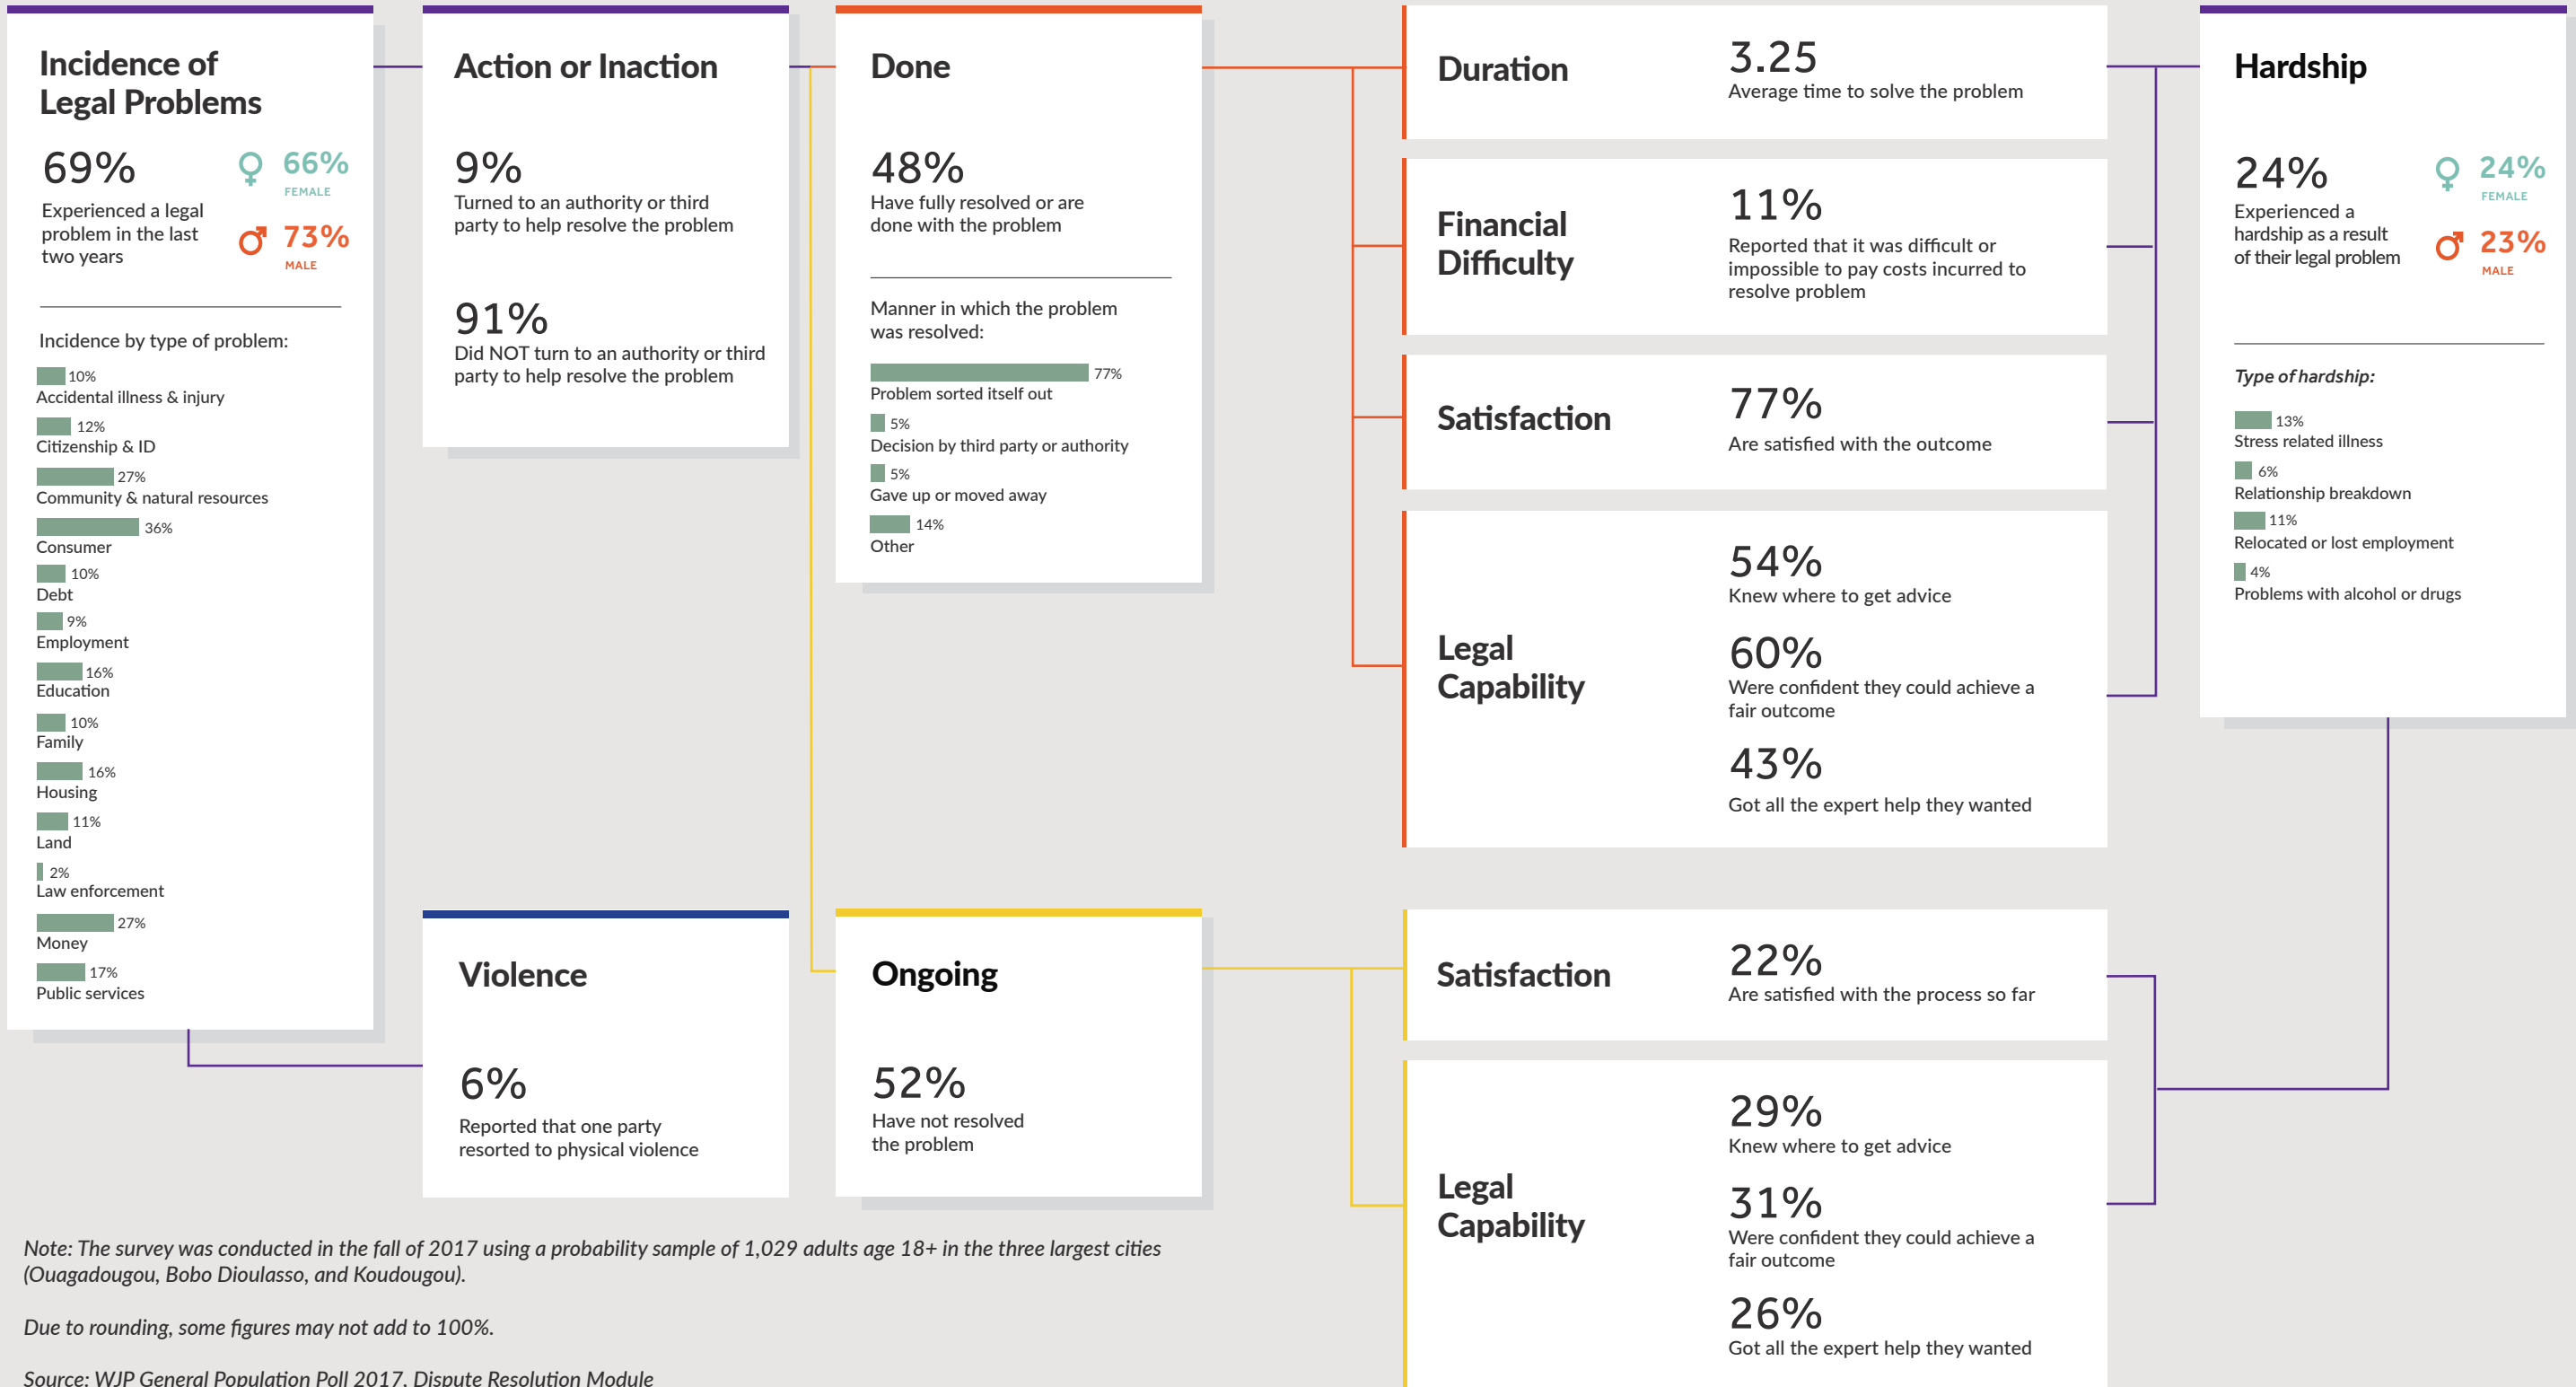 Incidence of
Legal Problems
69%
Experienced a legal
problem in the last
two years
66%
FEMALE
73%
MALE
Incidence by type of problem:
10%
Accidental illness & injury
12%
Citizenship & ID
27%
Community & natural resources
36%
Consumer
10%
Debt
9%
Employment
16%
Education
10%
Family
16%
Housing
11%
Land
2%
Law enforcement
27%
Money
17%
Public services
Action or Inaction
9%
Turned to an authority or third
party to help resolve the problem
91%
Did NOT turn to an authority or third
party to help resolve the problem
Violence
6%
Reported that one party
resorted to physical violence
Done
48%
Have fully resolved or are
done with the problem
Manner in which the problem
was resolved:
77%
Problem sorted itself out
5%
Decision by third party or authority
5%
Gave up or moved away
14%
Other
Ongoing
52%
Have not resolved
the problem
Duration
3.25
Average time to solve the problem
Financial
Difficulty
11%
Reported that it was difficult or
impossible to pay costs incurred to
resolve problem
Satisfaction
77%
Are satisfied with the outcome
Legal
Capability
54%
Knew where to get advice
60%
Were confident they could achieve a
fair outcome
43%
Got all the expert help they wanted
Satisfaction
22%
Are satisfied with the process so far
Legal
Capability
29%
Knew where to get advice
31%
Were confident they could achieve a
fair outcome
26%
Got all the expert help they wanted
Hardship
24%
Experienced a
hardship as a result
of their legal problem
24%
FEMALE
23%
MALE
Type of hardship:
13%
Stress related illness
6%
Relationship breakdown
11%
Relocated or lost employment
4%
Problems with alcohol or drugs
Note: The survey was conducted in the fall of 2017 using a probability sample of 1,029 adults age 18+ in the three largest cities
(Ouagadougou, Bobo Dioulasso, and Koudougou).
Due to rounding, some figures may not add to 100%.
Source: WJP General Population Poll 2017, Dispute Resolution Module